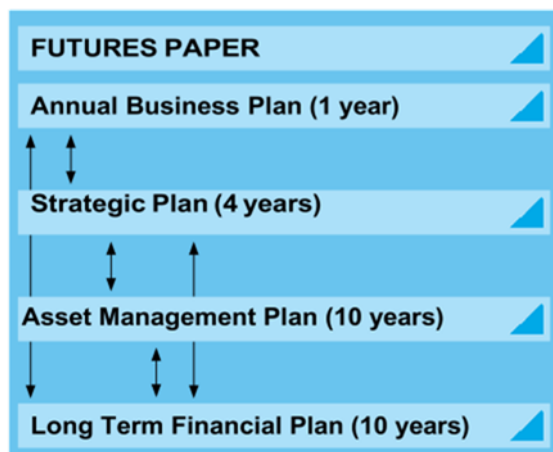 FUTURES PAPER
Annual Business Plan (1 year)
Strategic Plan (4 years)
Asset Management Plan (10 years)
Long Term Financial Plan (10 years)